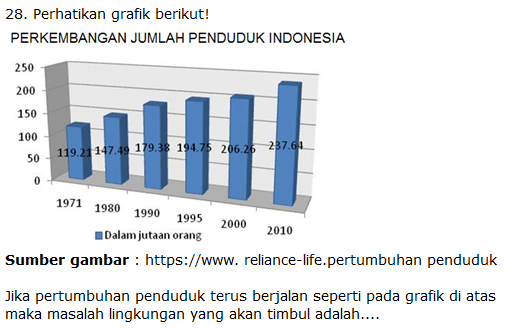 28. Perhatikan grafik berikut!
PERKEMBANGAN JUMLAH PENDUDUK INDONESIA
250
200
150
100
50
0
119.21 147.49 179.38 194.75 206.26 237.64
1971 1980 1990 1995 2000 2010
Dalam jutaan orang
Sumber gambar : https://www. reliance-life.pertumbuhan penduduk
Jika pertumbuhan penduduk terus berjalan seperti pada grafik di atas
maka masalah lingkungan yang akan timbul adalah....